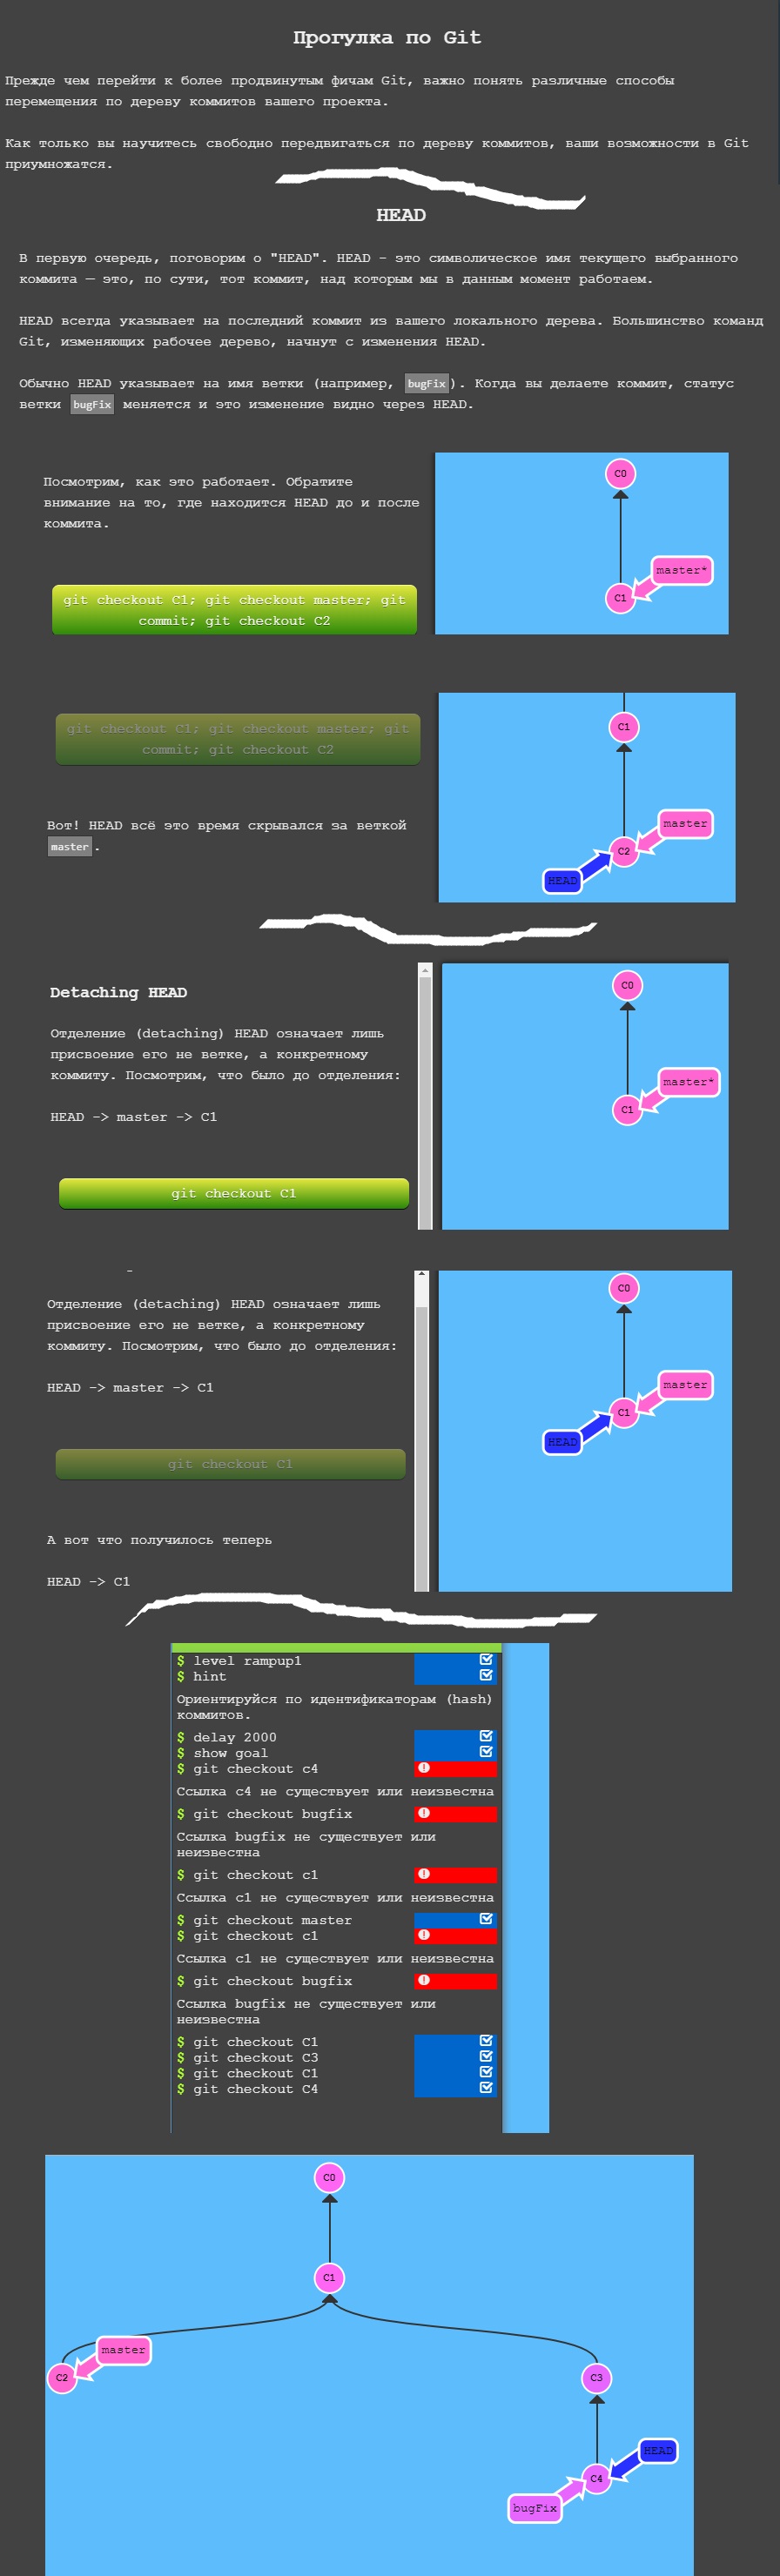 Прогулка по Git
Прежде чем перейти к более продвинутым фичам Git, важно понять различные способы
перемещения по дереву коммитов вашего проекта.
Как только вы научитесь свободно передвигаться по дереву коммитов, ваши возможности в Git
приумножатся.
HEAD
В первую очередь, поговорим о "HEAD". HEAD - это символическое имя текущего выбранного
коммита — это, по сути, тот коммит, над которым мы в данным момент работаем.
HEAD всегда указывает на последний коммит из вашего локального дерева. Большинство команд
Git, изменяющих рабочее дерево, начнут с изменения HEAD.
Обычно HEAD указывает на имя ветки (например, bugFix). Когда вы делаете коммит, статус
ветки bugFix меняется и это изменение видно через HEAD.
Посмотрим, как это работает. Обратите
внимание на то, где находится HEAD до и после
коммита.
git checkout C1; git checkout master; git
commit; git checkout C2
C0
master*
C1
git checkout C1; git checkout master; git
commit; git checkout C2
Вот! HEAD всё это время скрывался за веткой
master.
C1
master
C2
HEAD
Detaching HEAD
Отделение (detaching) HEAD означает лишь
присвоение его не ветке, а конкретному
коммиту. Посмотрим, что было до отделения:
HEAD -> master -> C1
git checkout C1
C0
master*
C1
Отделение (detaching) HEAD означает лишь
присвоение его не ветке, а конкретному
коммиту. Посмотрим, что было до отделения:
HEAD -> master -> C1
git checkout C1
А вот что получилось теперь
HEAD -> C1
C0
master
C1
HEAD
$ level rampup1
$ hint
Ориентируйся по идентификаторам (hash)
коммитов.
$ delay 2000
$ show goal
$ git checkout c4
Ссылка c4 не существует или неизвестна
$ git checkout bugfix
Ссылка bugfix не существует или
неизвестна
$ git checkout c1
Ссылка c1 не существует или неизвестна
$ git checkout master
$ git checkout c1
Ссылка c1 не существует или неизвестна
$ git checkout bugfix
Ссылка bugfix не существует или
неизвестна
$ git checkout C1
$ git checkout C3
$ git checkout C1
$ git checkout C4
C0
C1
master
C2
C3
HEAD
C4
bugFix